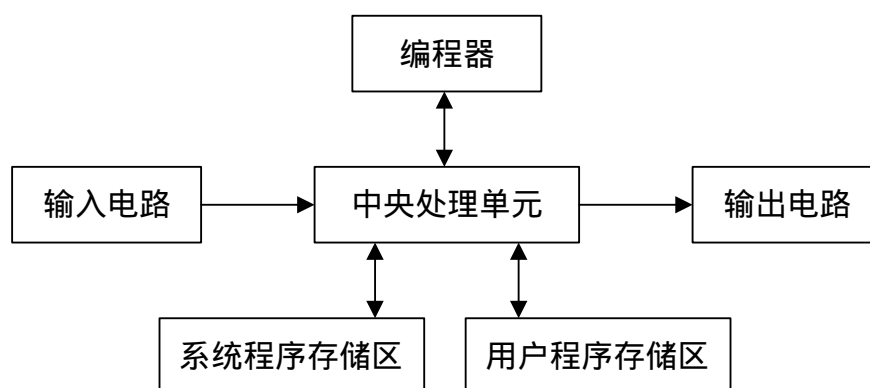 编程器
输入电路
中央处理单元
输出电路
系统程序存储区
用户程序存储区